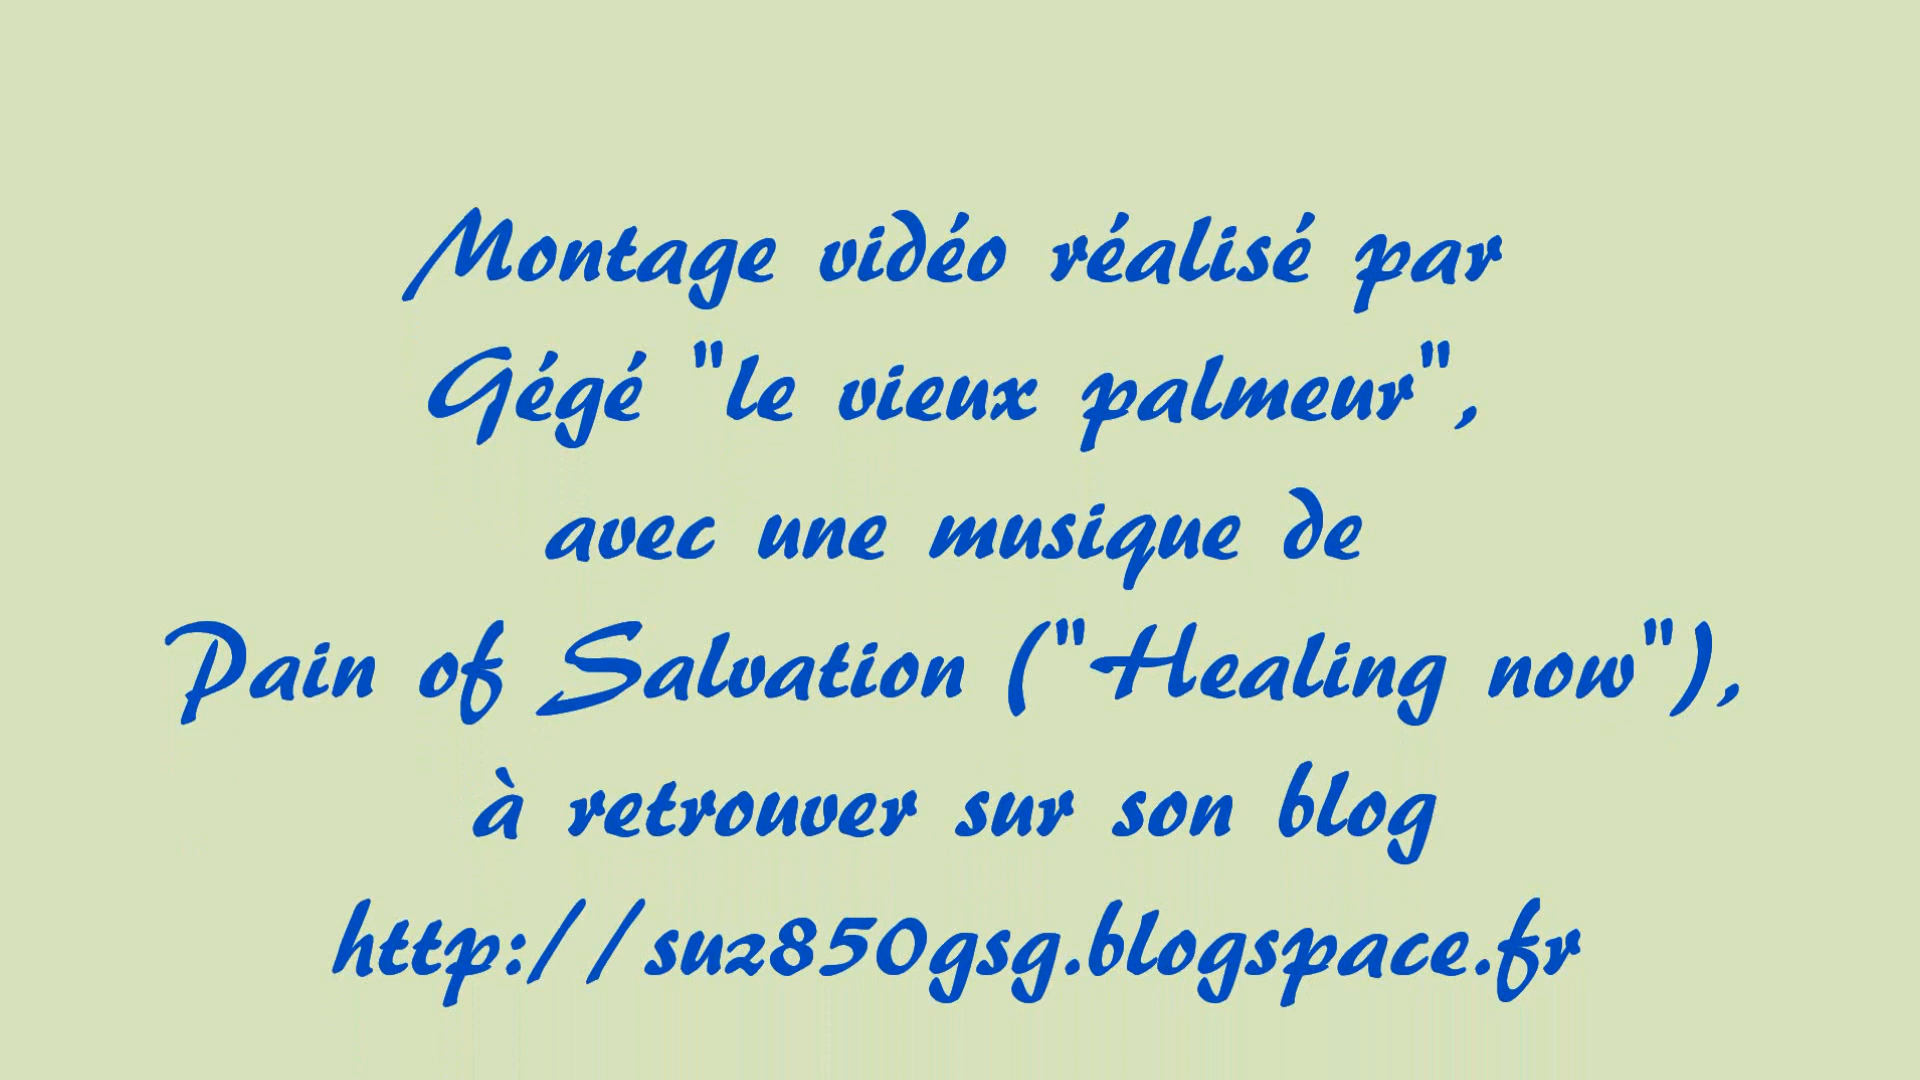 Montage vidéo réalisé par
Gégé "le vieux palmeur",
avec une musique de
Pain of Salvation ("Healing now"),
à retrouver sur son blog
http://suz850gsg.blogspace.fr